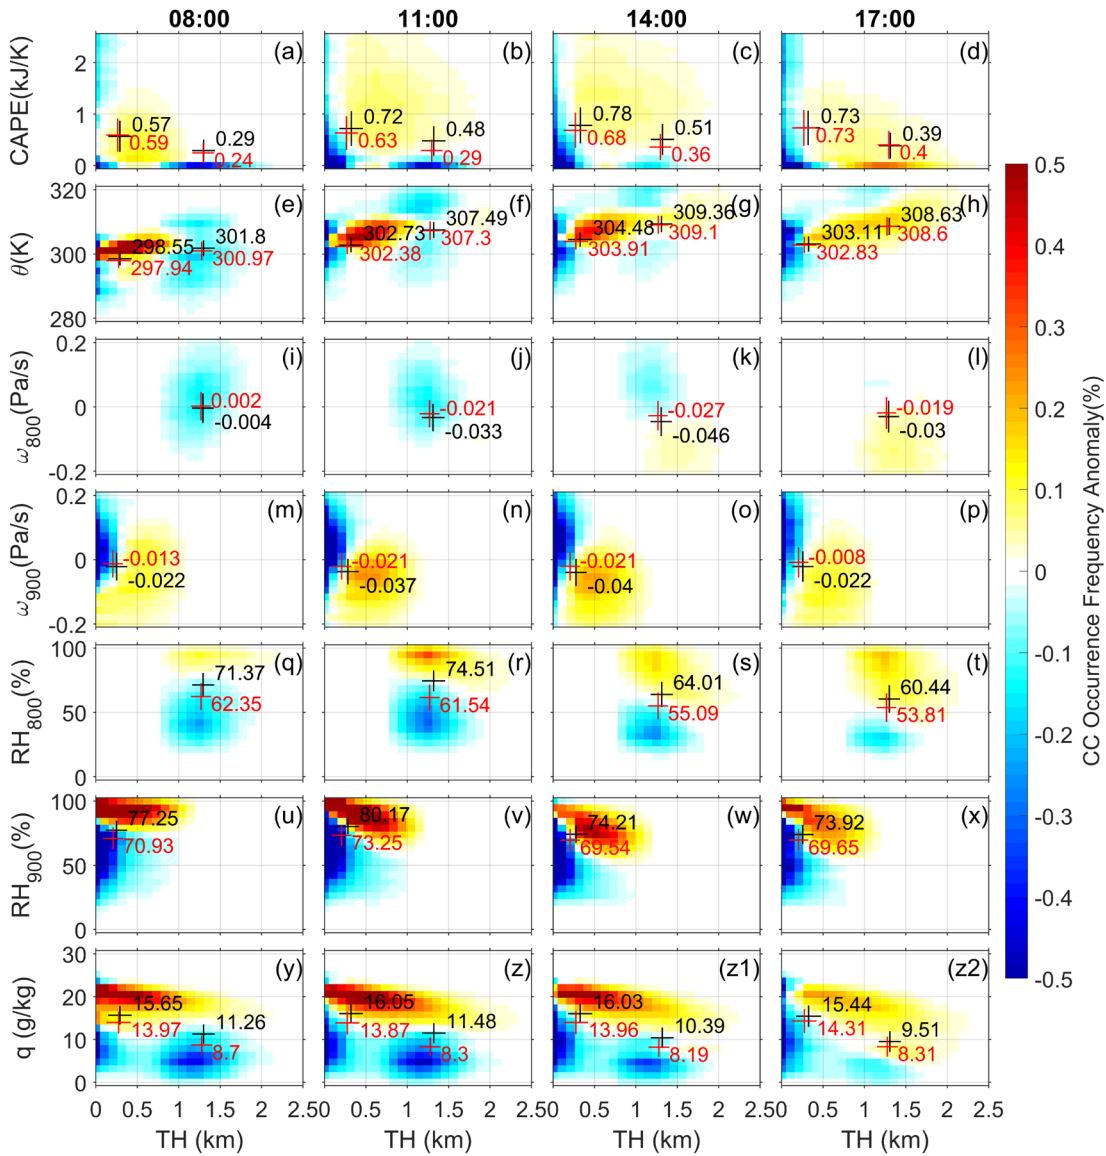 08:00 11:00 14:00 17:00
CAPE(kJ/K)
2
1
0
(a) 0.57 0.59 0.29 0.24
(b) 0.72 0.63 0.48 0.29
(c) 0.78 0.68 0.51 0.36
(d) 0.73 0.73 0.39 0.4
θ(K)
320
300
280
(e) 298.55 297.94 301.8 300.97
(f) 302.73 302.38 307.49 307.3
(g) 304.48 303.91 309.36 309.1
(h) 303.11 302.83 308.63 308.6
ω800(Pa/s)
0.2
0
-0.2
(i) 0.002 -0.004
(j) -0.021 -0.033
(k) -0.027 -0.046
(l) -0.019 -0.03
ω900(Pa/s)
0.2
0
-0.2
(m) -0.013 -0.022
(n) -0.021 -0.037
(o) -0.021 -0.04
(p) -0.008 -0.022
RH800(%)
100
50
0
(q) 71.37 62.35
(r) 74.51 61.54
(s) 64.01 55.09
(t) 60.44 53.81
RH900(%)
100
50
0
(u) 77.25 70.93
(v) 80.17 73.25
(w) 74.21 69.54
(x) 73.92 69.65
q (g/kg)
30
20
10
0
(y) 15.65 13.97 11.26 8.7
(z) 16.05 13.87 11.48 8.3
(z1) 16.03 13.96 10.39 8.19
(z2) 15.44 14.31 9.51 8.31
0 0.5 1 1.5 2 2.5 0 0.5 1 1.5 2 2.5 0 0.5 1 1.5 2 2.5 0 0.5 1 1.5 2 2.5
TH (km) TH (km) TH (km) TH (km)
0.5
0.4
0.3
0.2
0.1
0
-0.1
-0.2
-0.3
-0.4
-0.5
CC Occurrence Frequency Anomaly(%)